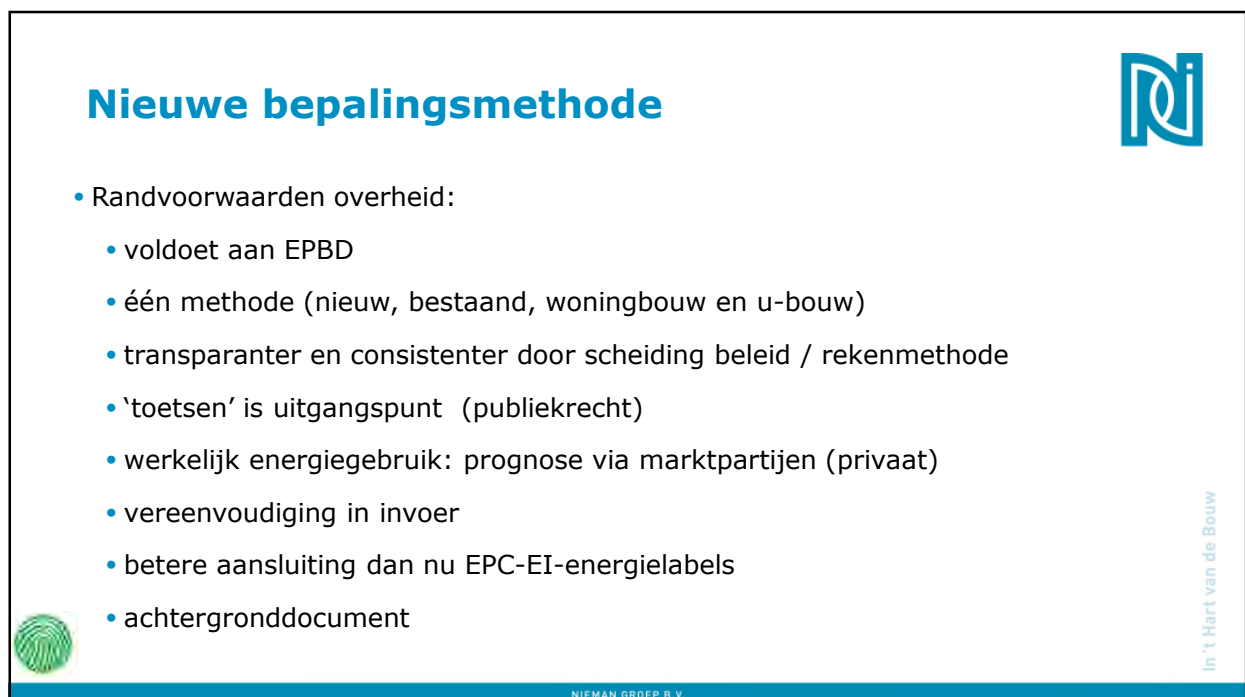 Nieuwe bepalingsmethode
• Randvoorwaarden overheid:
• voldoet aan EPBD
• één methode (nieuw, bestaand, woningbouw en u-bouw)
• transparanter en consistenter door scheiding beleid / rekenmethode
• ‘toetsen’ is uitgangspunt (publiekrecht)
• werkelijk energiegebruik: prognose via marktpartijen (privaat)
• vereenvoudiging in invoer
• betere aansluiting dan nu EPC-EI-energielabels
• achtergronddocument
In 't Hart van de Bouw
NIEMAN GROEP B.V.